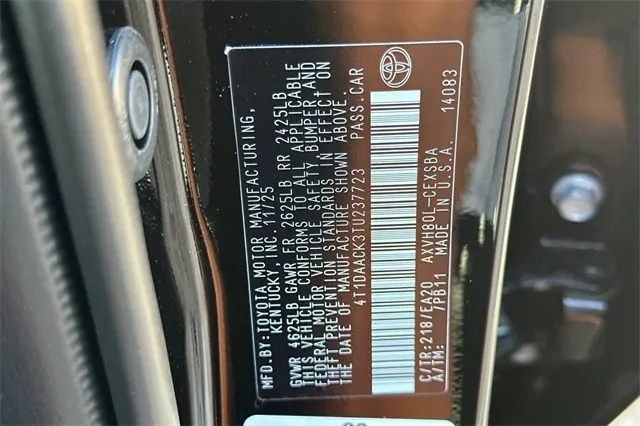 MFD.BY:TOYOTA MOTOR MANUFACTURING,
KENTUCKY, INC. 11/25
GVWR 4625LB GAWR FR 2625LB RR 2425LB
THIS VEHICLE CONFORMS TO ALL APPLICABLE
FEDERAL MOTOR VEHICLE SAFETY, BUMPER, AND
THEFT PREVENTION STANDARDS IN EFFECT ON
THE DATE OF MANUFACTURE SHOWN ABOVE.
4T1DAACK3TU237723 PASS.CAR
C/TR:218/EA20 AXVH80L-CEXSBA
A/TM: /PB11 MADE IN U.S.A. 14083